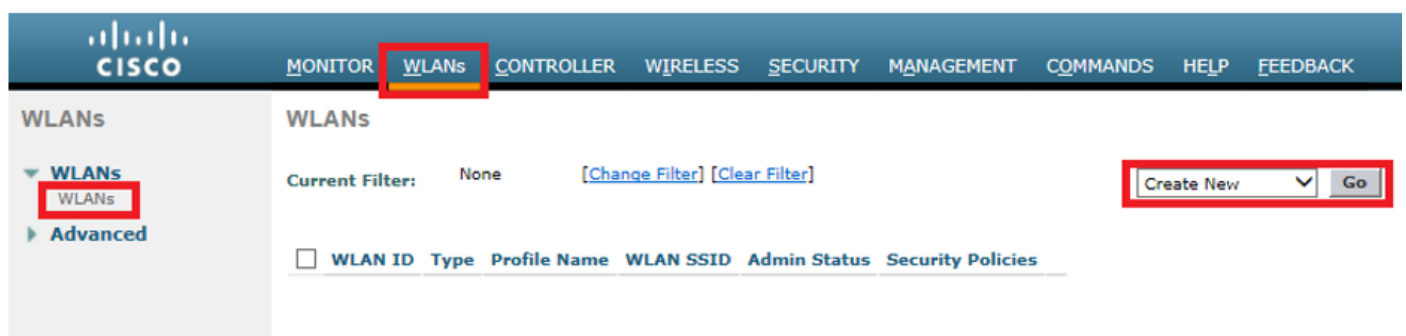 CISCO
MONITOR WLANs CONTROLLER WIRELESS SECURITY MANAGEMENT COMMANDS HELP FEEDBACK
WLANs
WLANs
WLANs
Advanced
WLANs
Current Filter: None [Change Filter] [Clear Filter]
Create New Go
WLAN ID Type Profile Name WLAN SSID Admin Status Security Policies